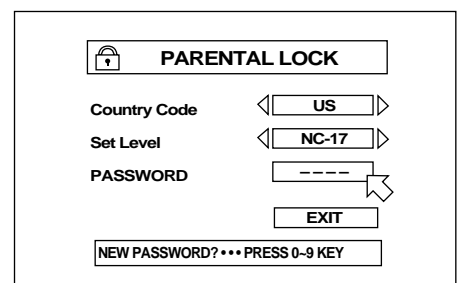 PARENTAL LOCK
Country Code US
Set Level NC-17
PASSWORD ––––
EXIT
NEW PASSWORD? ••• PRESS 0~9 KEY